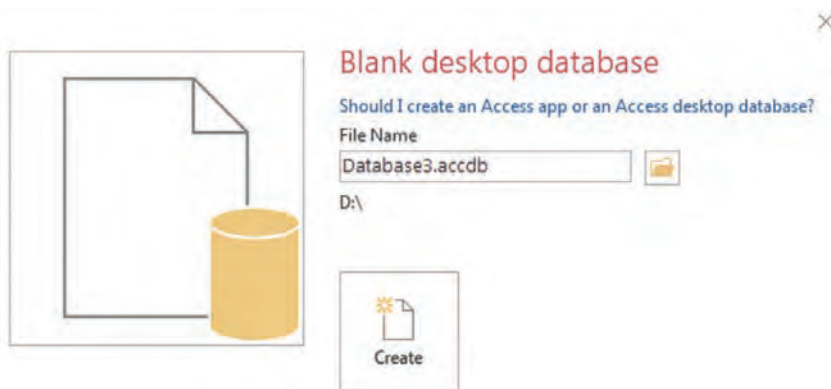 Blank desktop database
Should I create an Access app or an Access desktop database?
File Name
Database3.accdb
D:\
Create